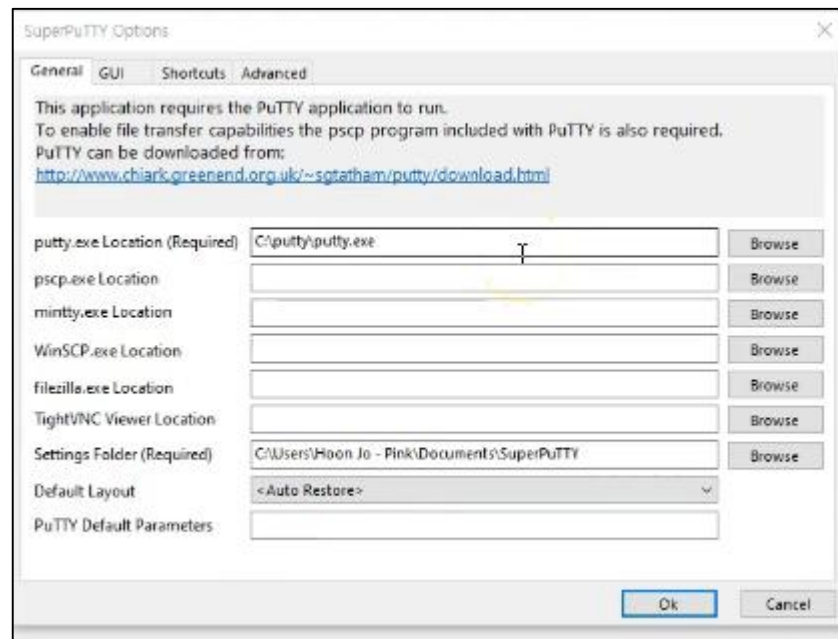 SuperPuTTY Options
General GUI Shortcuts Advanced
This application requires the PuTTY application to run.
To enable file transfer capabilities the pscp program included with PuTTY is also required.
PuTTY can be downloaded from:
http://www.chiark.greenend.org.uk/~sgtatham/putty/download.html
putty.exe Location (Required) C:\putty\putty.exe Browse
pscp.exe Location Browse
mintty.exe Location Browse
WinSCP.exe Location Browse
filezilla.exe Location Browse
TightVNC Viewer Location Browse
Settings Folder (Required) C:\Users\Hoon Jo - Pink\Documents\SuperPuTTY Browse
Default Layout <Auto Restore>
PuTTY Default Parameters
Ok Cancel